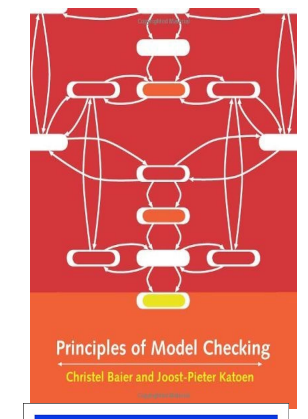 Principles of Model Checking
Christel Baier and Joost-Pieter Katoen